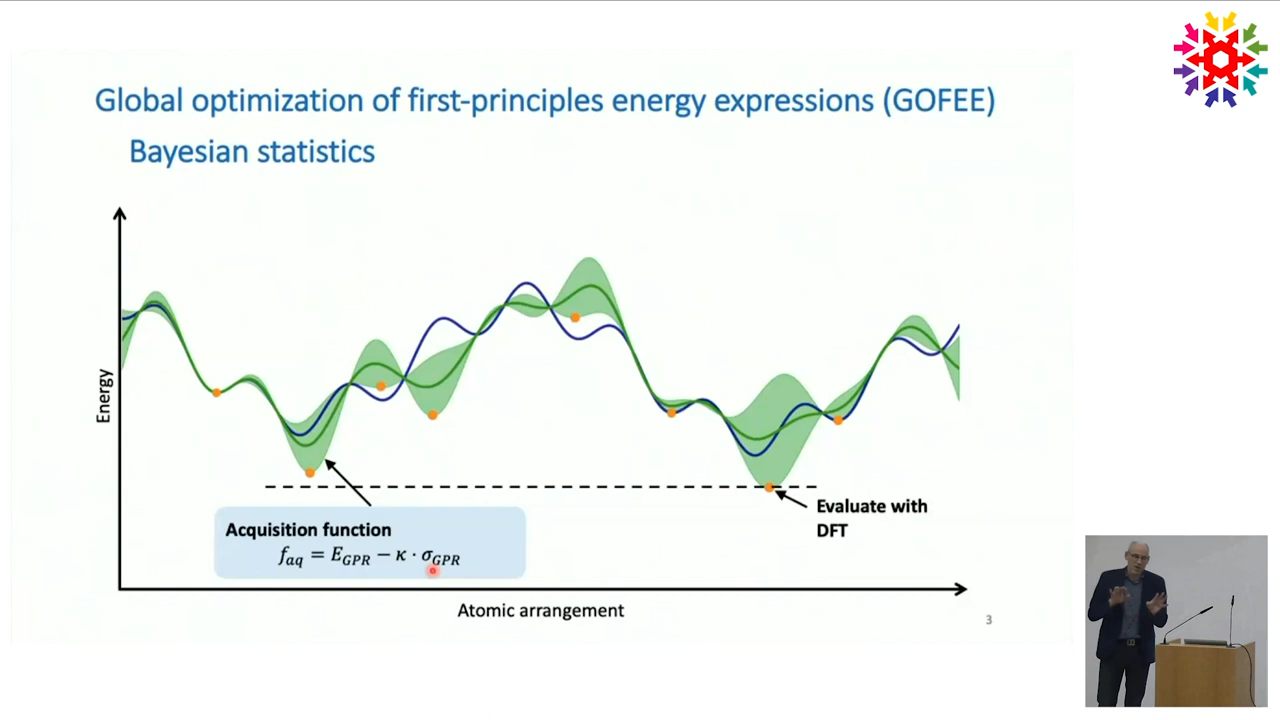 Global optimization of first-principles energy expressions (GOFEE)
Bayesian statistics
Energy
Acquisition function
f_aq = E_GPR − κ · σ_GPR
Evaluate with
DFT
Atomic arrangement
3